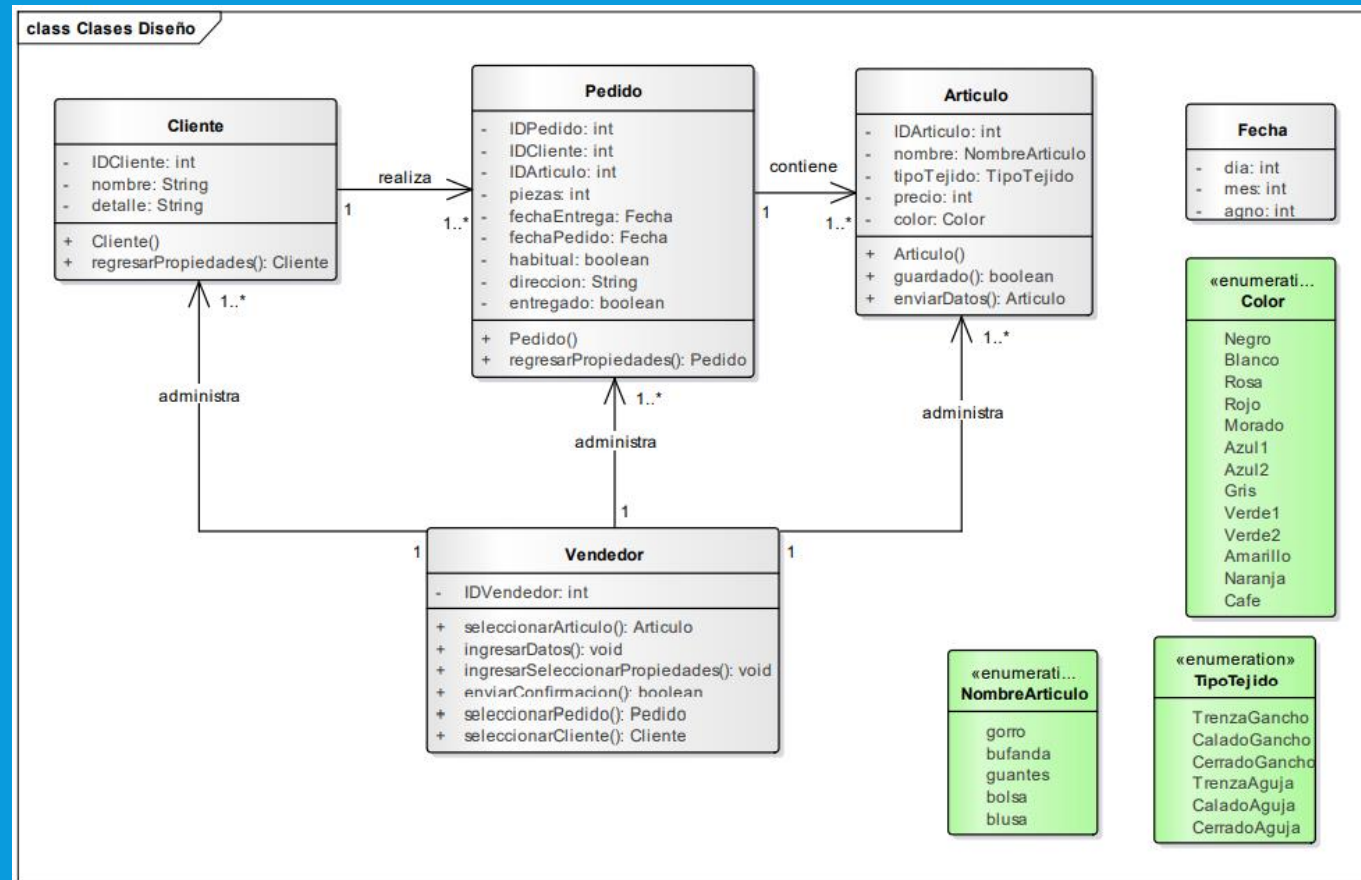 class Clases Diseño
Cliente
- IDCliente: int
- nombre: String
- detalle: String
+ Cliente()
+ regresarPropiedades(): Cliente
realiza
1
1..*
Pedido
- IDPedido: int
- IDCliente: int
- IDArticulo: int
- piezas: int
- fechaEntrega: Fecha
- fechaPedido: Fecha
- habitual: boolean
- direccion: String
- entregado: boolean
+ Pedido()
+ regresarPropiedades(): Pedido
contiene
1
1..*
Articulo
- IDArticulo: int
- nombre: NombreArticulo
- tipoTejido: TipoTejido
- precio: int
- color: Color
+ Articulo()
+ guardado(): boolean
+ enviarDatos(): Articulo
Fecha
- dia: int
- mes: int
- agno: int
«enumerati...
Color
Negro
Blanco
Rosa
Rojo
Morado
Azul1
Azul2
Gris
Verde1
Verde2
Amarillo
Naranja
Cafe
1..*
administra
1
1..*
administra
1
1..*
administra
1
Vendedor
- IDVendedor: int
+ seleccionarArticulo(): Articulo
+ ingresarDatos(): void
+ ingresarSeleccionarPropiedades(): void
+ enviarConfirmacion(): boolean
+ seleccionarPedido(): Pedido
+ seleccionarCliente(): Cliente
«enumerati...
NombreArticulo
gorro
bufanda
guantes
bolsa
blusa
«enumeration»
TipoTejido
TrenzaGancho
CaladoGancho
CerradoGancho
TrenzaAguja
CaladoAguja
CerradoAguja